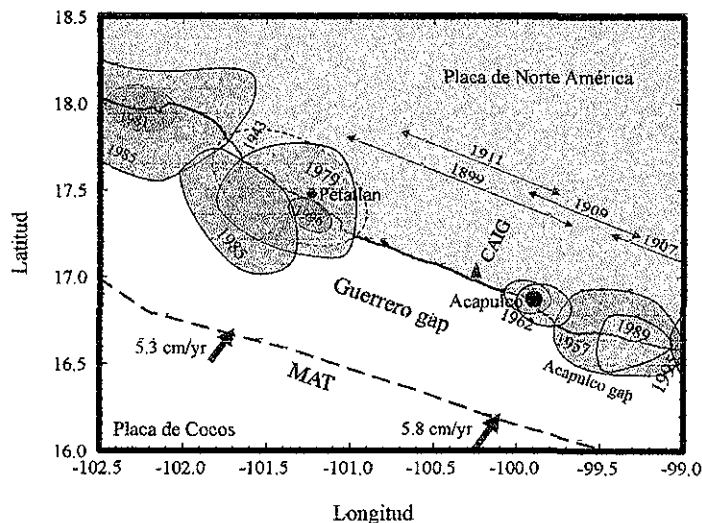 18.5
18.0
17.5
17.0
16.5
16.0
Latitud
Placa de Norte América
1981
1985
1943
1979
Petatlan
1985
1911
1899
1909
1907
CAIG
Guerrero gap
Acapulco
1962
1957
1989
Acapulco gap
5.3 cm/yr
MAT
5.8 cm/yr
Placa de Cocos
-102.5
-102.0
-101.5
-101.0
-100.5
-100.0
-99.5
-99.0
Longitud